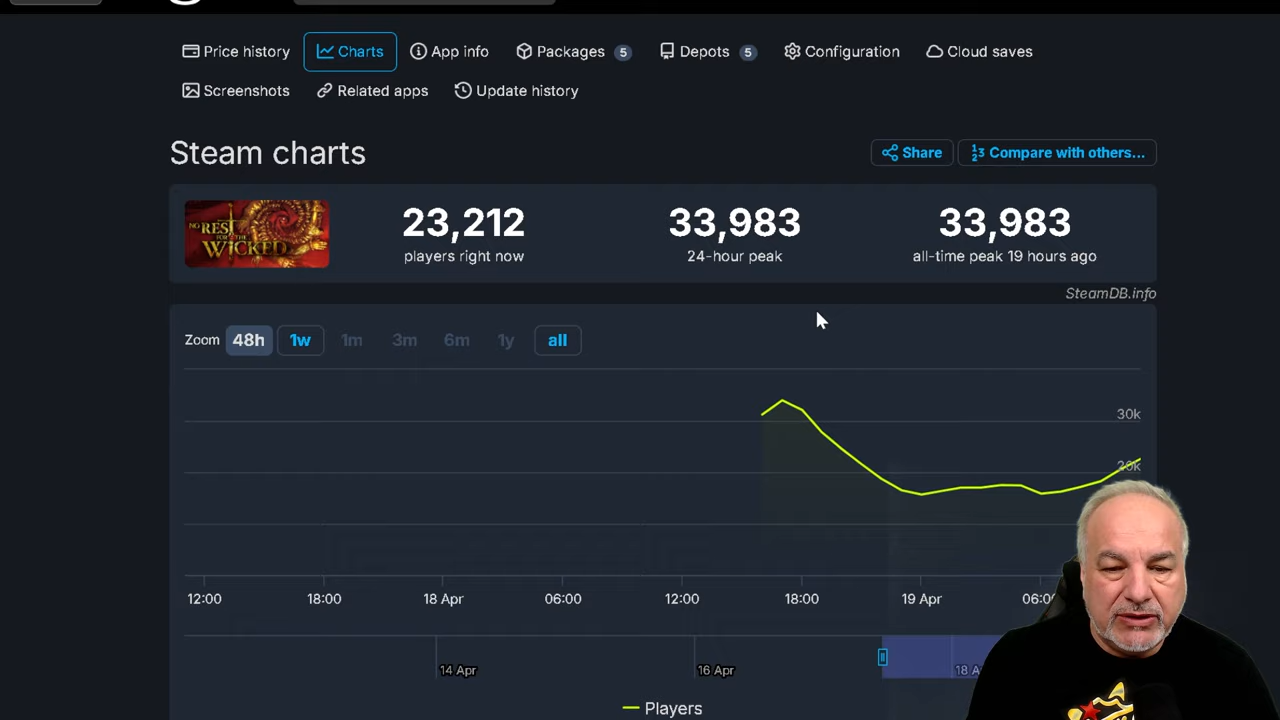 Price history
Charts
App info
Packages 5
Depots 5
Configuration
Cloud saves
Screenshots
Related apps
Update history
Steam charts
Share
Compare with others...
NO REST FOR THE WICKED
23,212
players right now
33,983
24-hour peak
33,983
all-time peak 19 hours ago
SteamDB.info
Zoom 48h 1w 1m 3m 6m 1y all
30k
20k
12:00 18:00 18 Apr 06:00 12:00 18:00 19 Apr 06:00
14 Apr 16 Apr 18 A
Players